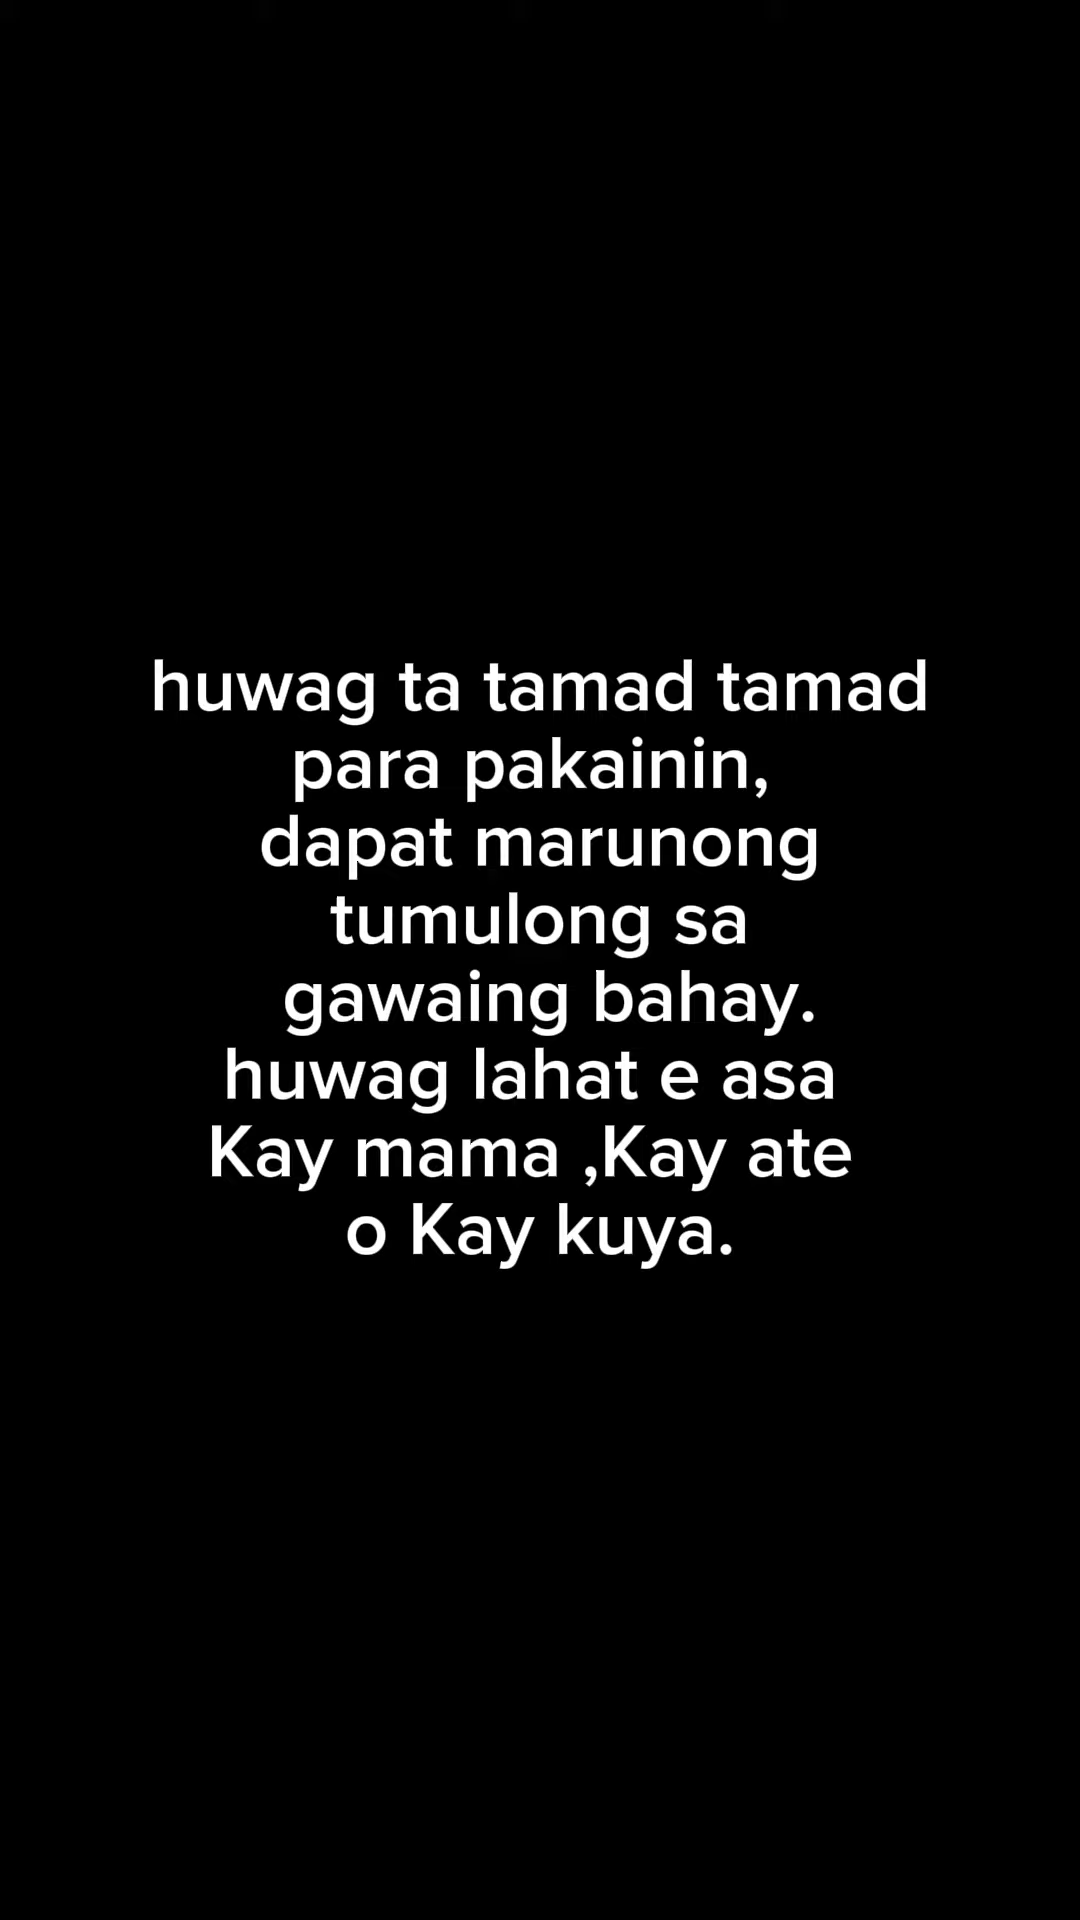 huwag ta tamad tamad
para pakainin,
dapat marunong
tumulong sa
gawaing bahay.
huwag lahat e asa
Kay mama ,Kay ate
o Kay kuya.